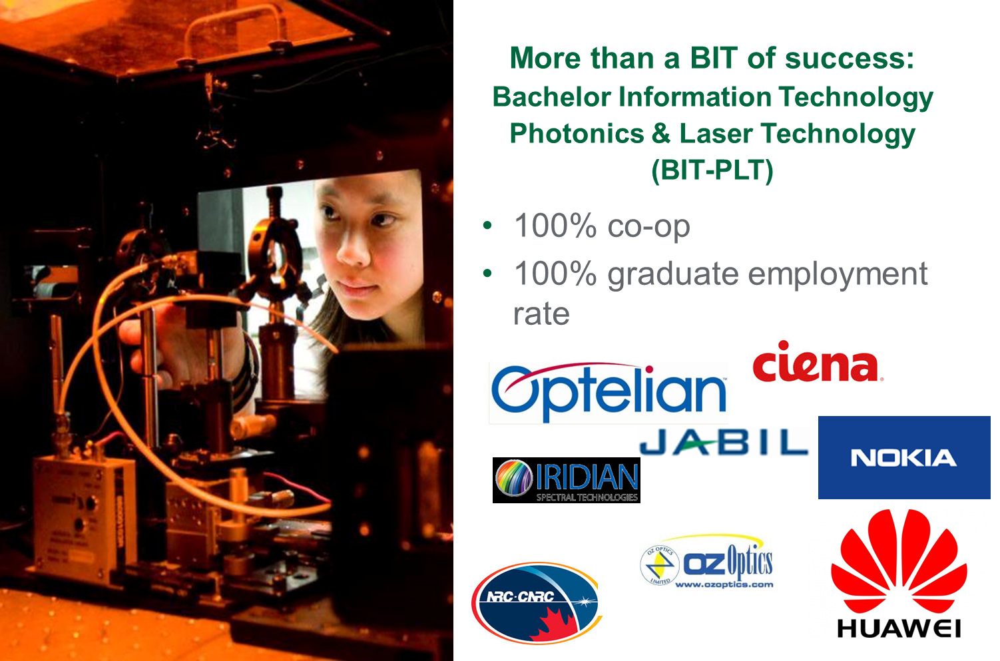 More than a BIT of success:
Bachelor Information Technology
Photonics & Laser Technology
(BIT-PLT)
• 100% co-op
• 100% graduate employment
rate
ciena®
Optelian™
JABIL
NOKIA
IRIDIAN
SPECTRAL TECHNOLOGIES
OZ OPTICS
LIMITED
OZ Optics
www.ozoptics.com
NRC·CNRC
HUAWEI